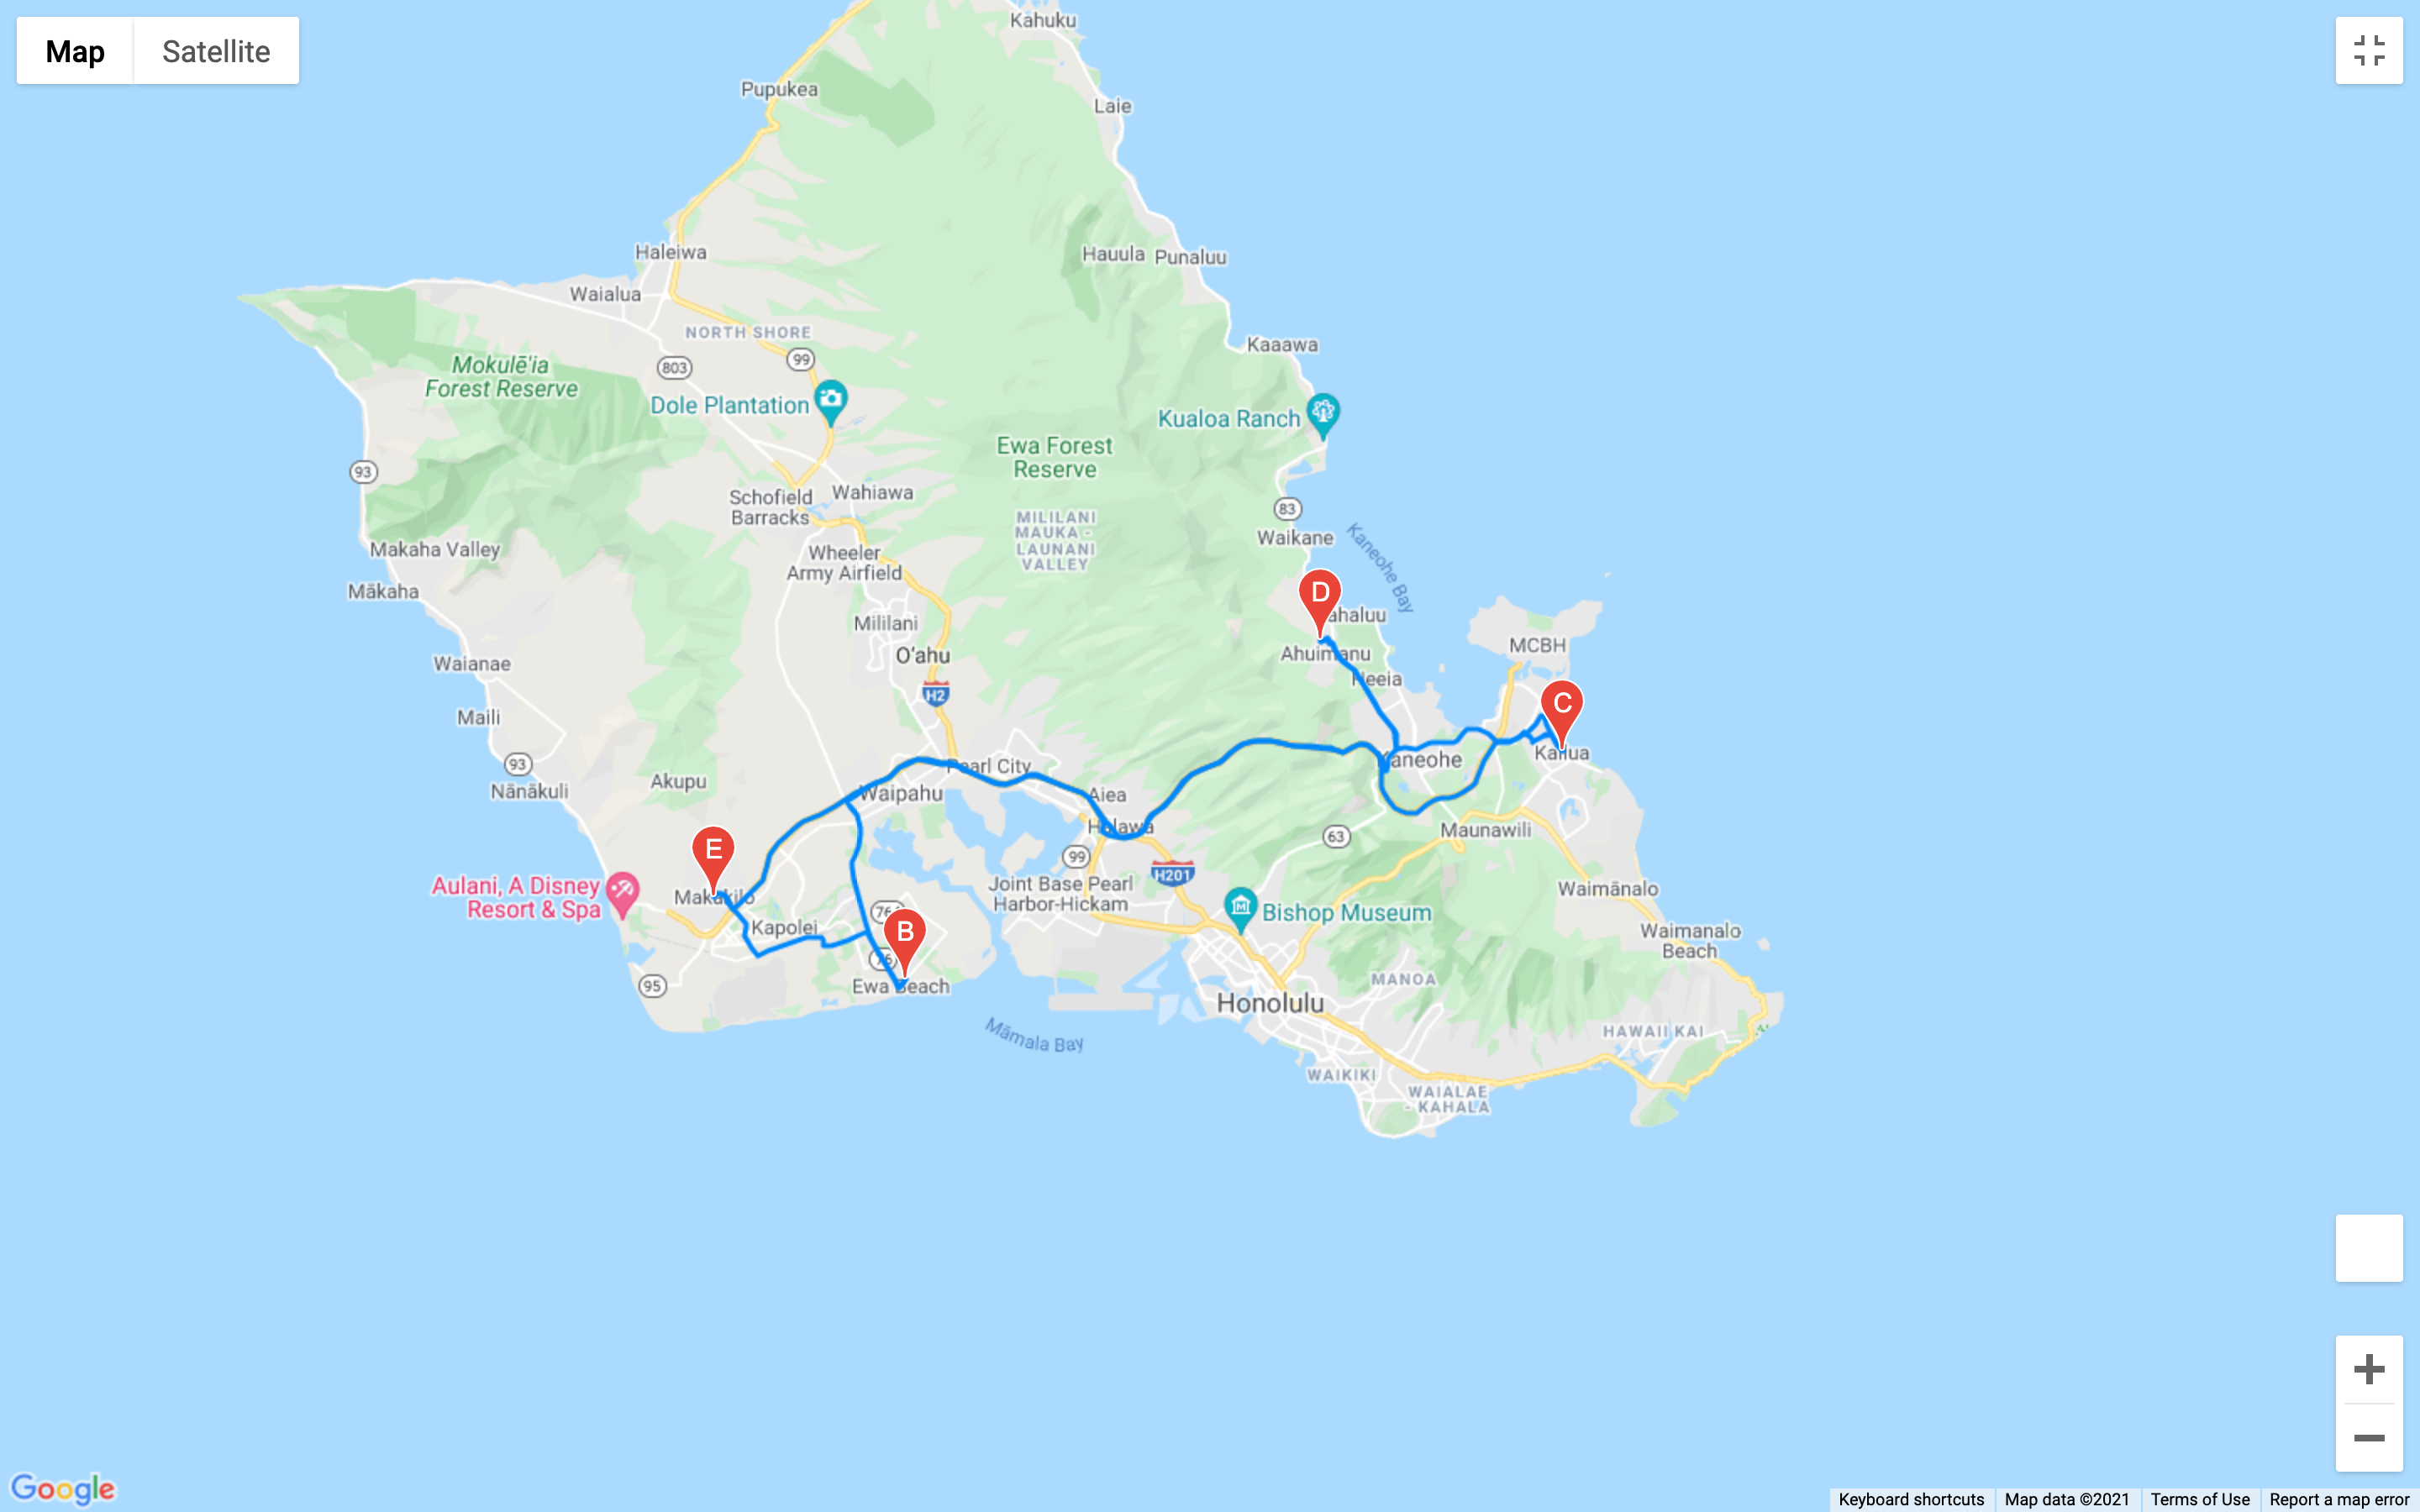 Map
Satellite
Kahuku
Pupukea
Laie
Haleiwa
Hauula
Punaluu
Waialua
NORTH SHORE
Kaaawa
Mokulē'ia
Forest Reserve
803
99
Dole Plantation
Kualoa Ranch
Ewa Forest
Reserve
93
Schofield
Barracks
Wahiawa
83
MILILANI
MAUKA -
LAUNANI
VALLEY
Waikane
Kaneohe Bay
Makaha Valley
Wheeler
Army Airfield
Mākaha
D
ahaluu
Mililani
MCBH
Waianae
O'ahu
Ahuimanu
Heeia
H2
C
Maili
Kailua
93
Akupu
Pearl City
Kaneohe
Nānākuli
Waipahu
Aiea
Halawa
63
Maunawili
E
99
H201
Aulani, A Disney
Resort & Spa
Makakilo
Joint Base Pearl
Harbor-Hickam
Waimānalo
76
Bishop Museum
Kapolei
B
Waimanalo
Beach
76
95
Ewa Beach
MANOA
Honolulu
Māmala Bay
HAWAII KAI
WAIKIKI
WAIALAE
- KAHALA
Google
Keyboard shortcuts
Map data ©2021
Terms of Use
Report a map error